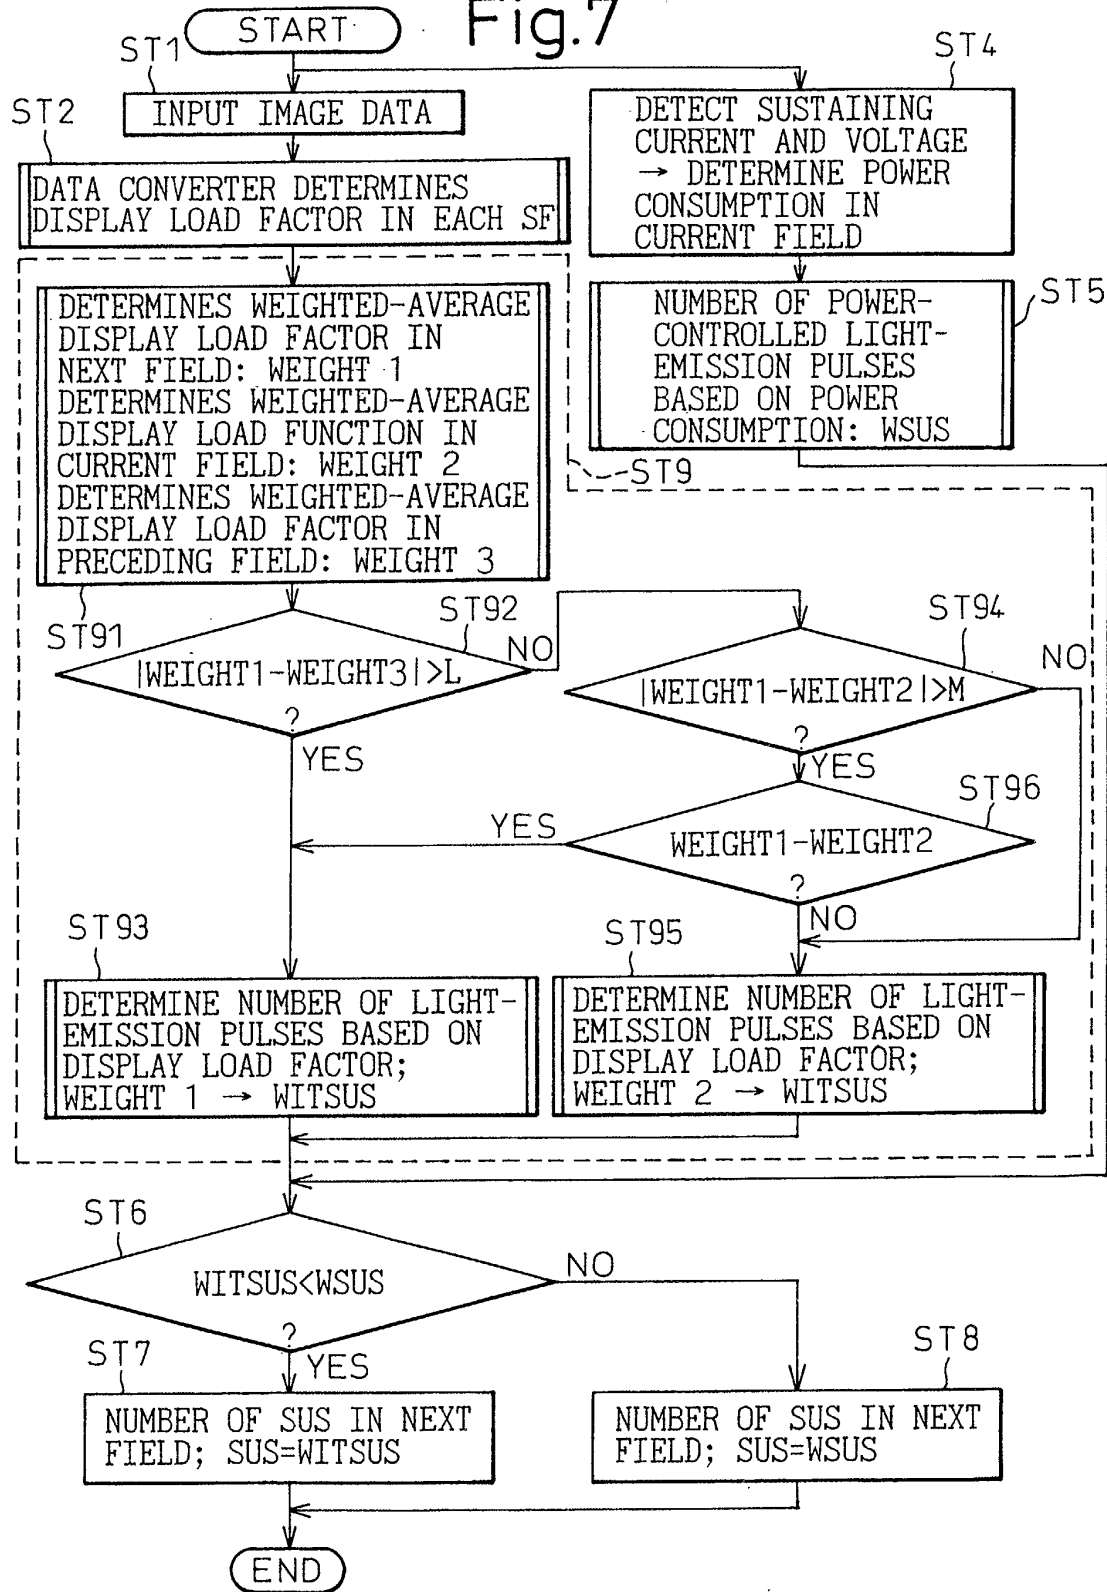 Fig.7
START
ST1
INPUT IMAGE DATA
ST2
DATA CONVERTER DETERMINES
DISPLAY LOAD FACTOR IN EACH SF
ST4
DETECT SUSTAINING
CURRENT AND VOLTAGE
→ DETERMINE POWER
CONSUMPTION IN
CURRENT FIELD
ST5
NUMBER OF POWER-
CONTROLLED LIGHT-
EMISSION PULSES
BASED ON POWER
CONSUMPTION: WSUS
ST9
DETERMINES WEIGHTED-AVERAGE
DISPLAY LOAD FACTOR IN
NEXT FIELD: WEIGHT 1
DETERMINES WEIGHTED-AVERAGE
DISPLAY LOAD FUNCTION IN
CURRENT FIELD: WEIGHT 2
DETERMINES WEIGHTED-AVERAGE
DISPLAY LOAD FACTOR IN
PRECEDING FIELD: WEIGHT 3
ST91
ST92
|WEIGHT1-WEIGHT3|>L
?
NO
YES
ST94
|WEIGHT1-WEIGHT2|>M
?
NO
YES
ST96
WEIGHT1-WEIGHT2
?
YES
NO
ST93
DETERMINE NUMBER OF LIGHT-
EMISSION PULSES BASED ON
DISPLAY LOAD FACTOR;
WEIGHT 1 → WITSUS
ST95
DETERMINE NUMBER OF LIGHT-
EMISSION PULSES BASED ON
DISPLAY LOAD FACTOR;
WEIGHT 2 → WITSUS
ST6
WITSUS<WSUS
?
NO
YES
ST7
NUMBER OF SUS IN NEXT
FIELD; SUS=WITSUS
ST8
NUMBER OF SUS IN NEXT
FIELD; SUS=WSUS
END